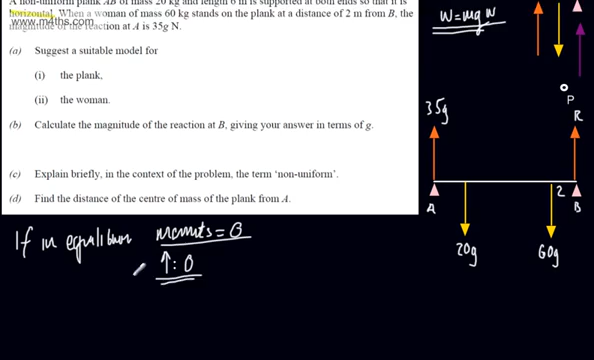 A non-uniform plank AB of mass 20 kg and length 6 m is supported at both ends so that it is
horizontal. When a woman of mass 60 kg stands on the plank at a distance of 2 m from B, the
www.m4ths.com
magnitude of the reaction at A is 35g N.
(a) Suggest a suitable model for
(i) the plank,
(ii) the woman.
(b) Calculate the magnitude of the reaction at B, giving your answer in terms of g.
(c) Explain briefly, in the context of the problem, the term ‘non-uniform’.
(d) Find the distance of the centre of mass of the plank from A.
W=mg N
P
35g
R
2
A
B
20g
60g
If in equilibrium moments = 0
↑: 0